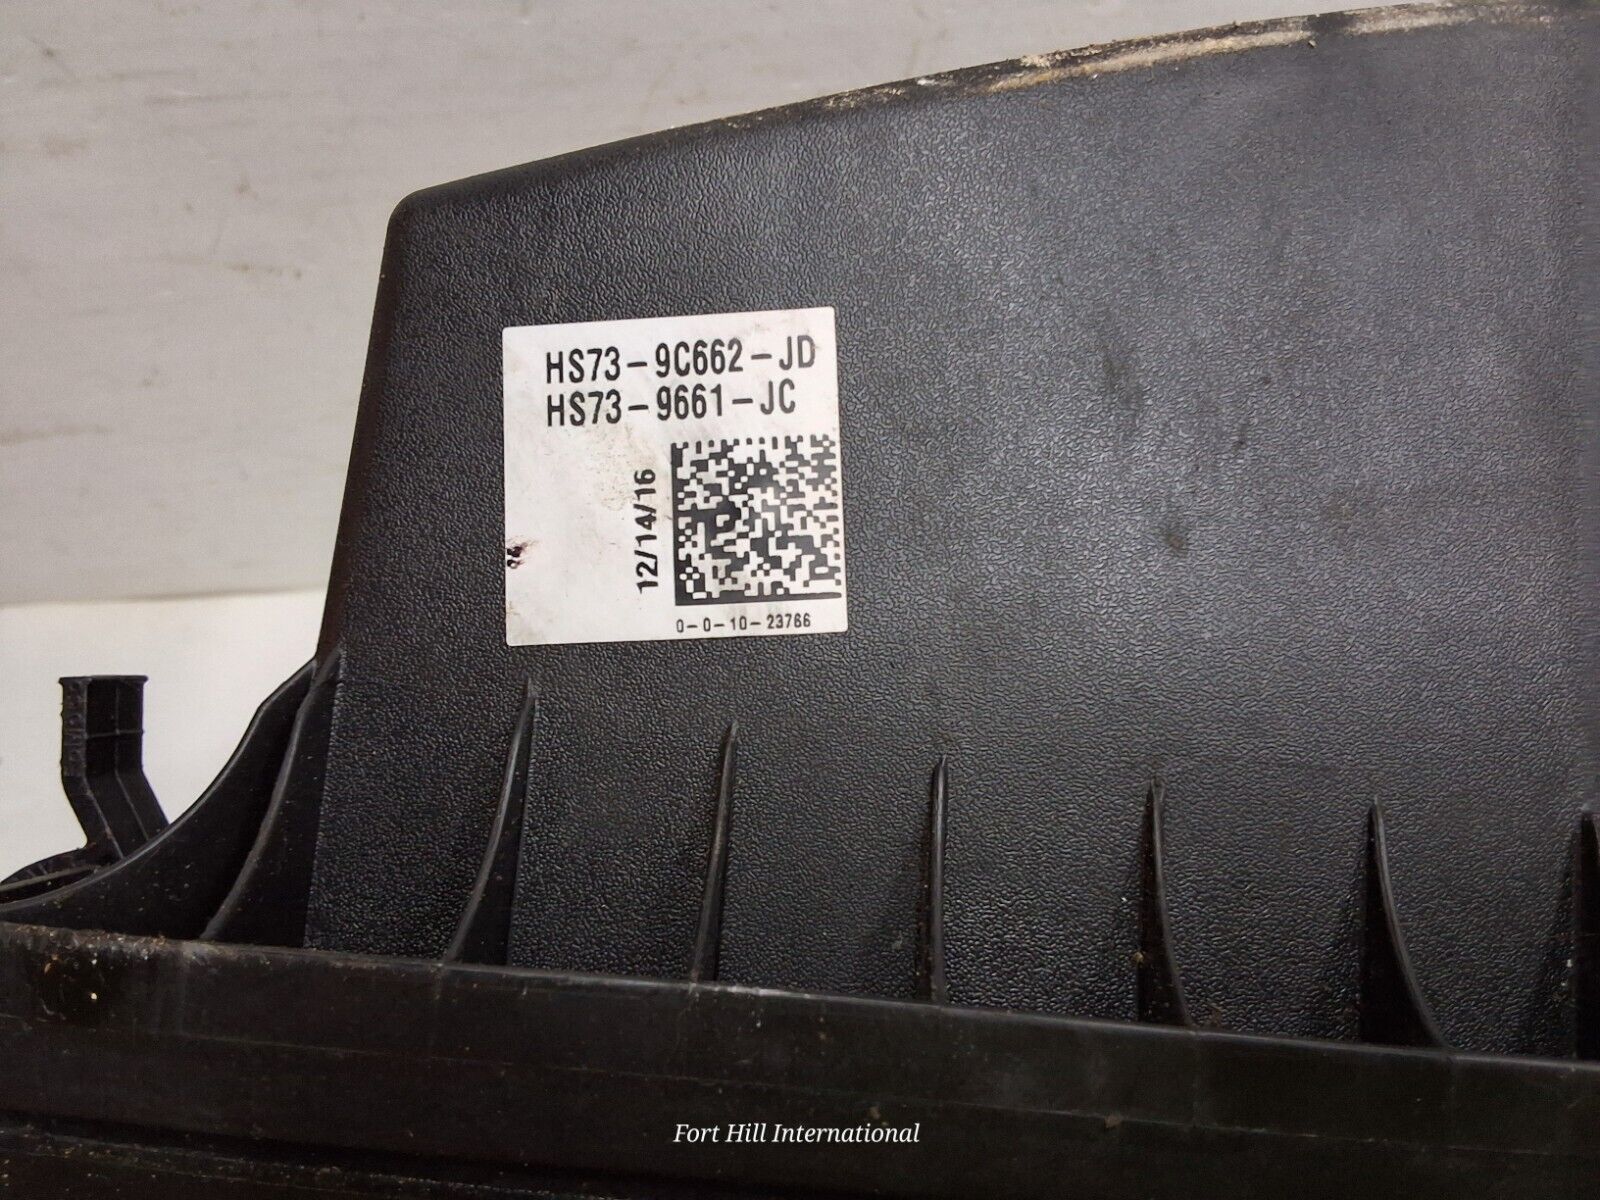 HS73-9C662-JD
HS73-9661-JC
12/14/16
0-0-10-23766
Fort Hill International